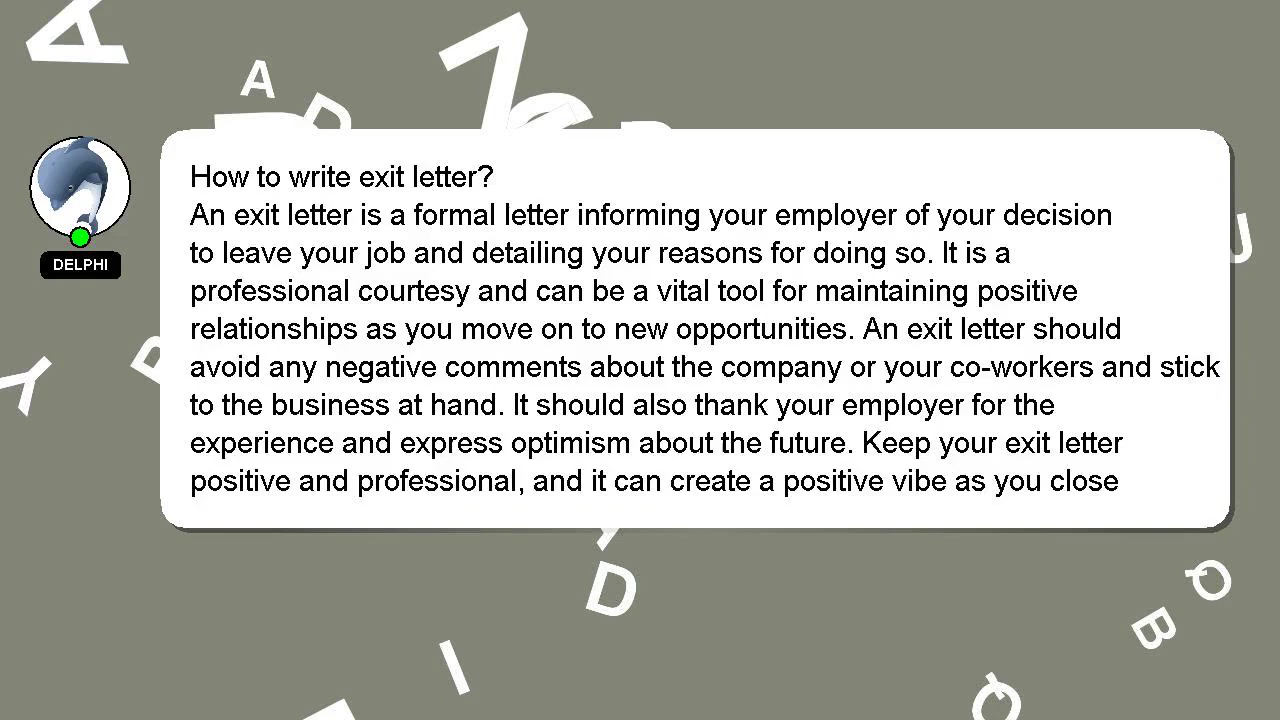 How to write exit letter?
An exit letter is a formal letter informing your employer of your decision
to leave your job and detailing your reasons for doing so. It is a
professional courtesy and can be a vital tool for maintaining positive
relationships as you move on to new opportunities. An exit letter should
avoid any negative comments about the company or your co-workers and stick
to the business at hand. It should also thank your employer for the
experience and express optimism about the future. Keep your exit letter
positive and professional, and it can create a positive vibe as you close
DELPHI
A
A
D
Z
J
Y
D
I
Q
B
Q